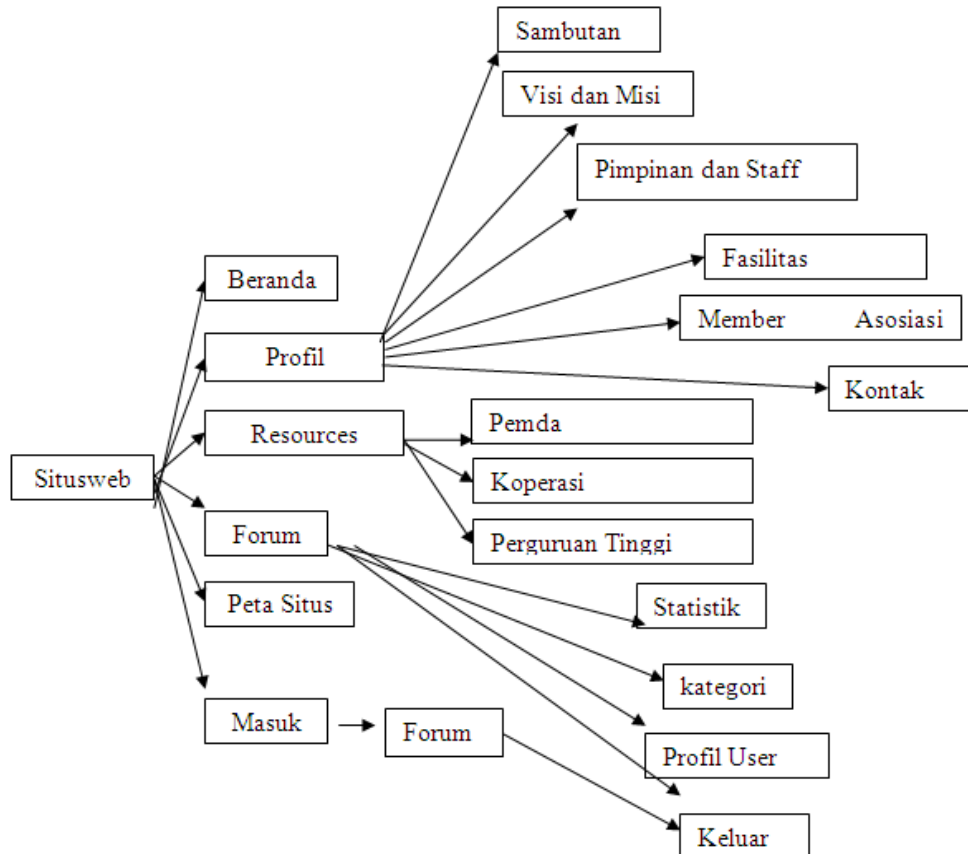 Sambutan
Visi dan Misi
Pimpinan dan Staff
Fasilitas
Beranda
Member Asosiasi
Profil
Kontak
Resources
Pemda
Situsweb
Koperasi
Forum
Perguruan Tinggi
Peta Situs
Statistik
kategori
Masuk
Forum
Profil User
Keluar